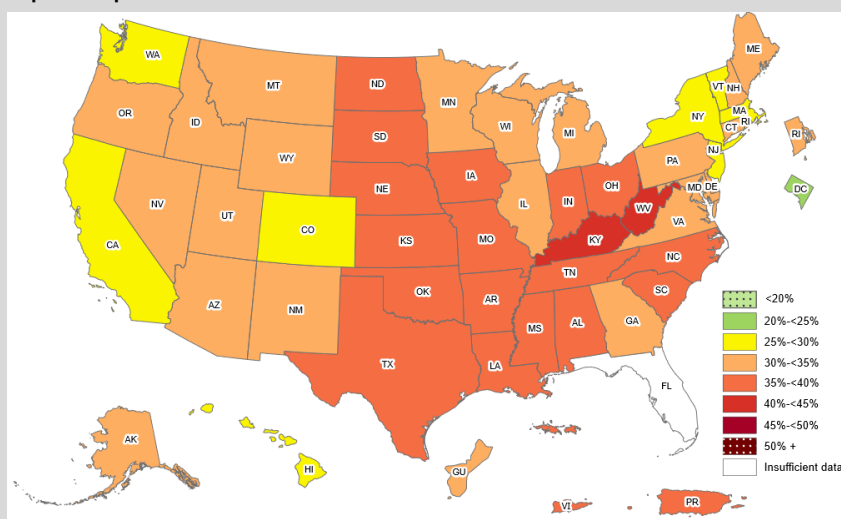 WA
ME
MT
ND
VT
NH
MN
OR
MA
NY
ID
WI
CT
RI
RI
SD
MI
NJ
WY
PA
IA
OH
DE
MD
DC
NE
IN
NV
IL
UT
WV
VA
CO
CA
KS
MO
KY
NC
TN
OK
AR
SC
AZ
NM
MS
AL
GA
LA
TX
FL
AK
HI
GU
VI
PR
<20%
20%-<25%
25%-<30%
30%-<35%
35%-<40%
40%-<45%
45%-<50%
50% +
Insufficient data